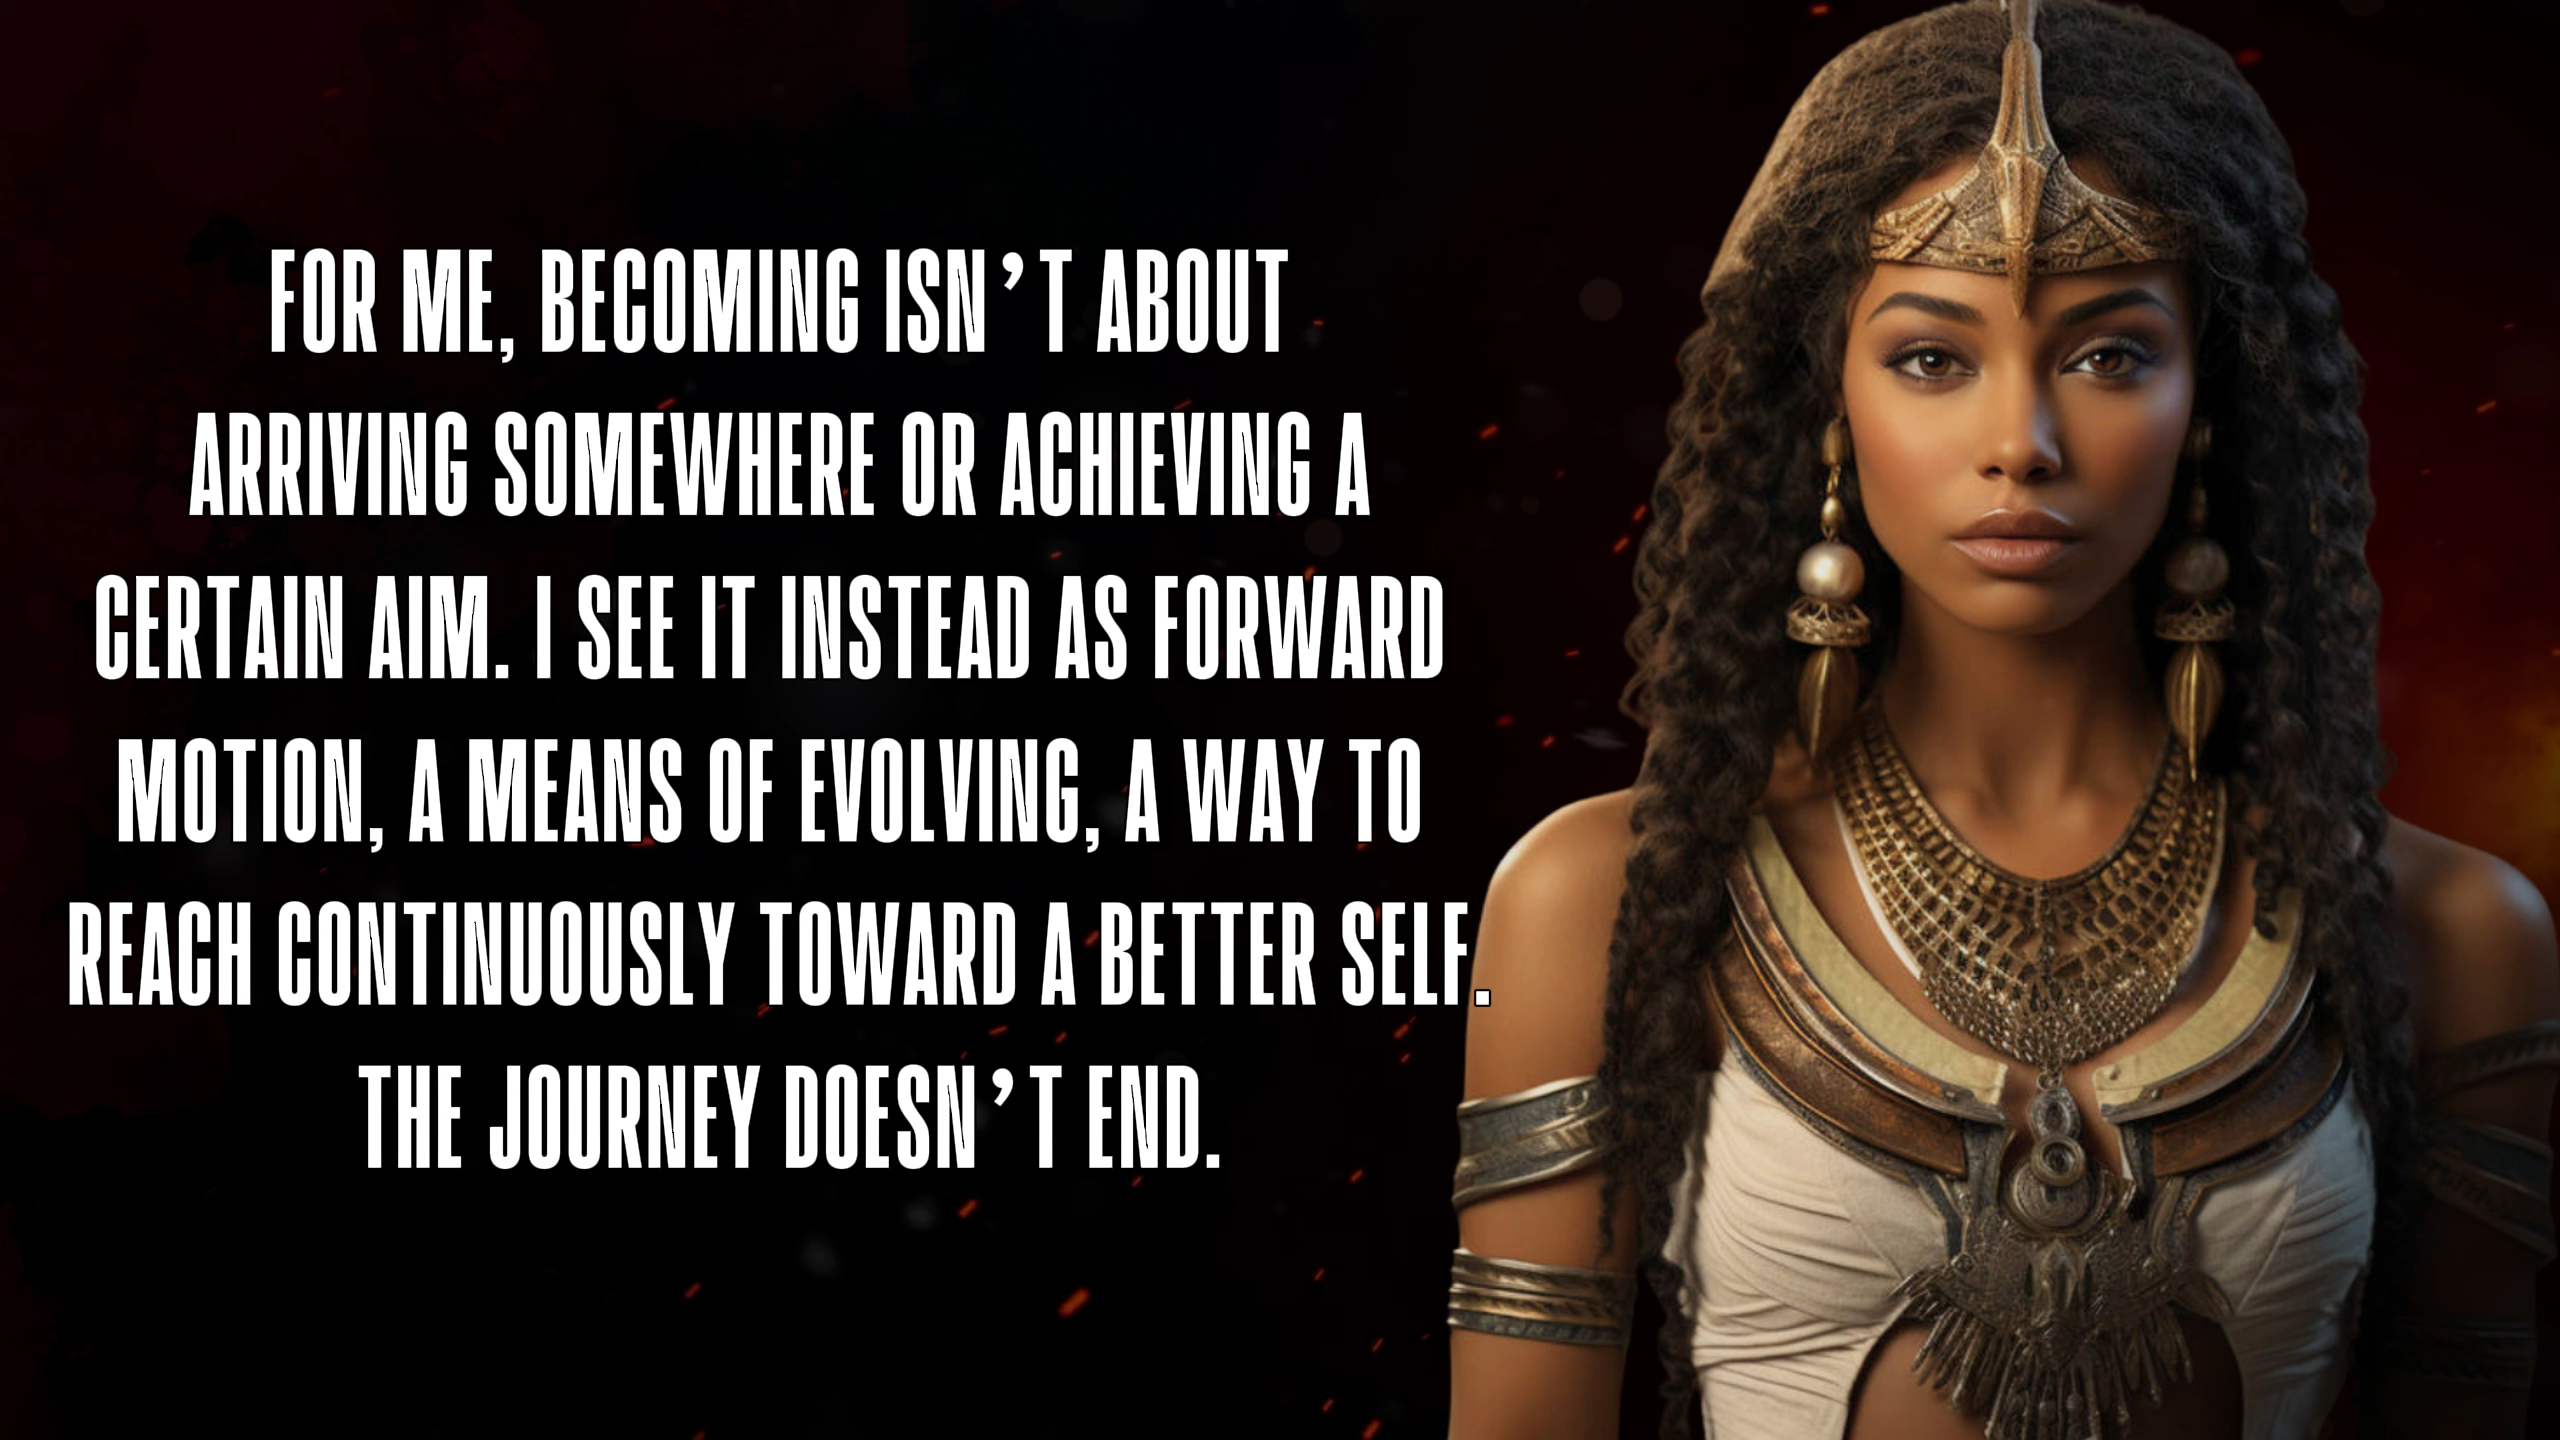 FOR ME, BECOMING ISN’T ABOUT
ARRIVING SOMEWHERE OR ACHIEVING A
CERTAIN AIM. I SEE IT INSTEAD AS FORWARD
MOTION, A MEANS OF EVOLVING, A WAY TO
REACH CONTINUOUSLY TOWARD A BETTER SELF.
THE JOURNEY DOESN’T END.